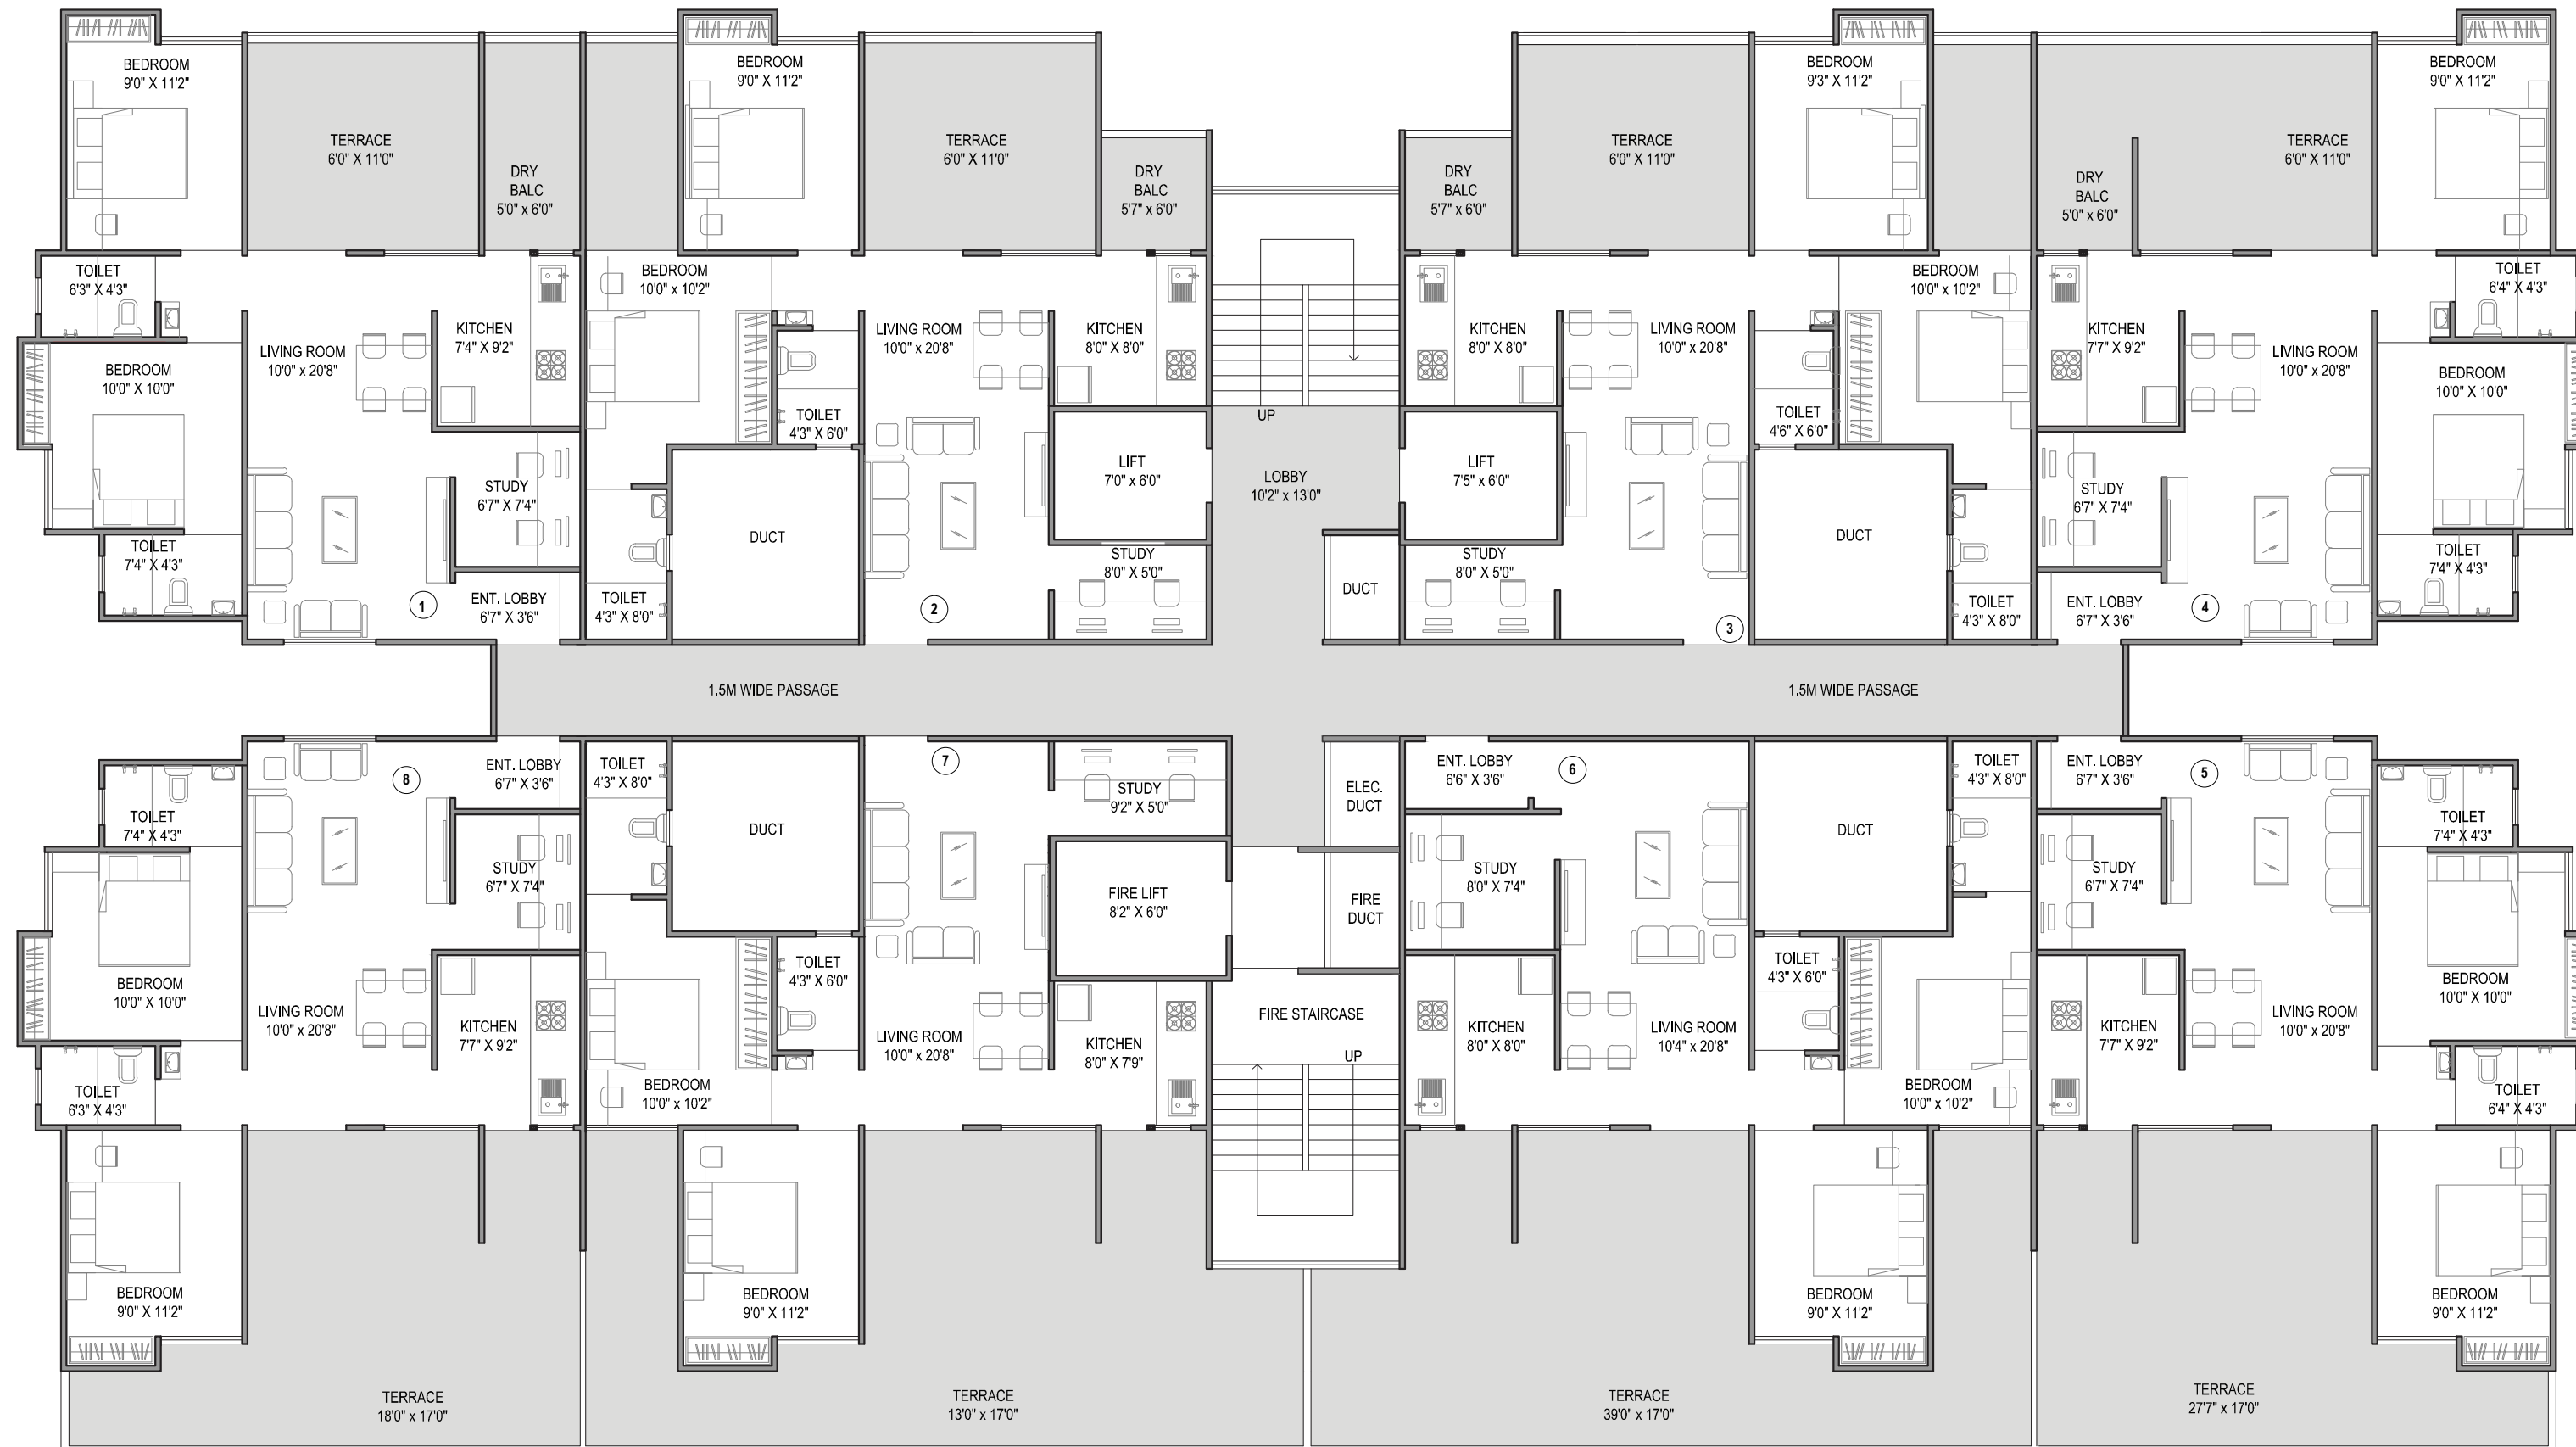 BEDROOM
9'0" X 11'2"
TERRACE
6'0" X 11'0"
DRY
BALC
5'0" x 6'0"
BEDROOM
9'0" X 11'2"
TERRACE
6'0" X 11'0"
DRY
BALC
5'7" x 6'0"
DRY
BALC
5'7" x 6'0"
TERRACE
6'0" X 11'0"
BEDROOM
9'3" X 11'2"
DRY
BALC
5'0" x 6'0"
TERRACE
6'0" X 11'0"
BEDROOM
9'0" X 11'2"
TOILET
6'3" X 4'3"
LIVING ROOM
10'0" x 20'8"
KITCHEN
7'4" X 9'2"
BEDROOM
10'0" X 10'0"
STUDY
6'7" X 7'4"
TOILET
7'4" X 4'3"
ENT. LOBBY
6'7" X 3'6"
1
BEDROOM
10'0" x 10'2"
TOILET
4'3" X 6'0"
TOILET
4'3" X 8'0"
DUCT
LIVING ROOM
10'0" x 20'8"
KITCHEN
8'0" X 8'0"
LIFT
7'0" x 6'0"
STUDY
8'0" X 5'0"
2
UP
LOBBY
10'2" x 13'0"
DUCT
KITCHEN
8'0" X 8'0"
LIVING ROOM
10'0" x 20'8"
LIFT
7'5" x 6'0"
STUDY
8'0" X 5'0"
3
TOILET
4'6" X 6'0"
BEDROOM
10'0" x 10'2"
DUCT
TOILET
4'3" X 8'0"
KITCHEN
7'7" X 9'2"
LIVING ROOM
10'0" x 20'8"
STUDY
6'7" X 7'4"
ENT. LOBBY
6'7" X 3'6"
4
TOILET
6'4" X 4'3"
BEDROOM
10'0" X 10'0"
TOILET
7'4" X 4'3"
1.5M WIDE PASSAGE
1.5M WIDE PASSAGE
8
ENT. LOBBY
6'7" X 3'6"
TOILET
7'4" X 4'3"
STUDY
6'7" X 7'4"
BEDROOM
10'0" X 10'0"
LIVING ROOM
10'0" x 20'8"
KITCHEN
7'7" X 9'2"
TOILET
6'3" X 4'3"
TOILET
4'3" X 8'0"
DUCT
7
STUDY
9'2" X 5'0"
FIRE LIFT
8'2" X 6'0"
TOILET
4'3" X 6'0"
LIVING ROOM
10'0" x 20'8"
KITCHEN
8'0" X 7'9"
BEDROOM
10'0" x 10'2"
ELEC.
DUCT
FIRE
DUCT
FIRE STAIRCASE
UP
ENT. LOBBY
6'6" X 3'6"
6
STUDY
8'0" X 7'4"
KITCHEN
8'0" X 8'0"
LIVING ROOM
10'4" x 20'8"
DUCT
TOILET
4'3" X 8'0"
TOILET
4'3" X 6'0"
BEDROOM
10'0" x 10'2"
ENT. LOBBY
6'7" X 3'6"
5
STUDY
6'7" X 7'4"
TOILET
7'4" X 4'3"
BEDROOM
10'0" X 10'0"
KITCHEN
7'7" X 9'2"
LIVING ROOM
10'0" x 20'8"
TOILET
6'4" X 4'3"
BEDROOM
9'0" X 11'2"
BEDROOM
9'0" X 11'2"
BEDROOM
9'0" X 11'2"
BEDROOM
9'0" X 11'2"
TERRACE
18'0" x 17'0"
TERRACE
13'0" x 17'0"
TERRACE
39'0" x 17'0"
TERRACE
27'7" x 17'0"